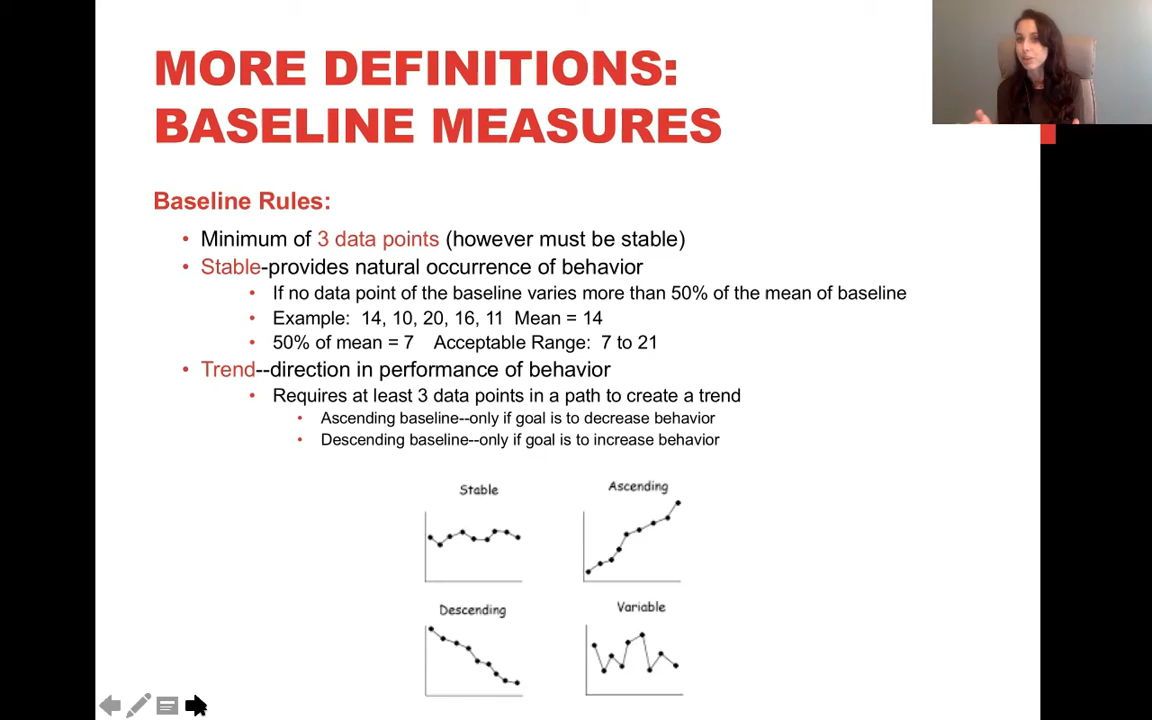 MORE DEFINITIONS:
BASELINE MEASURES
Baseline Rules:
• Minimum of 3 data points (however must be stable)
• Stable-provides natural occurrence of behavior
• If no data point of the baseline varies more than 50% of the mean of baseline
• Example: 14, 10, 20, 16, 11 Mean = 14
• 50% of mean = 7 Acceptable Range: 7 to 21
• Trend--direction in performance of behavior
• Requires at least 3 data points in a path to create a trend
• Ascending baseline--only if goal is to decrease behavior
• Descending baseline--only if goal is to increase behavior
Stable
Ascending
Descending
Variable